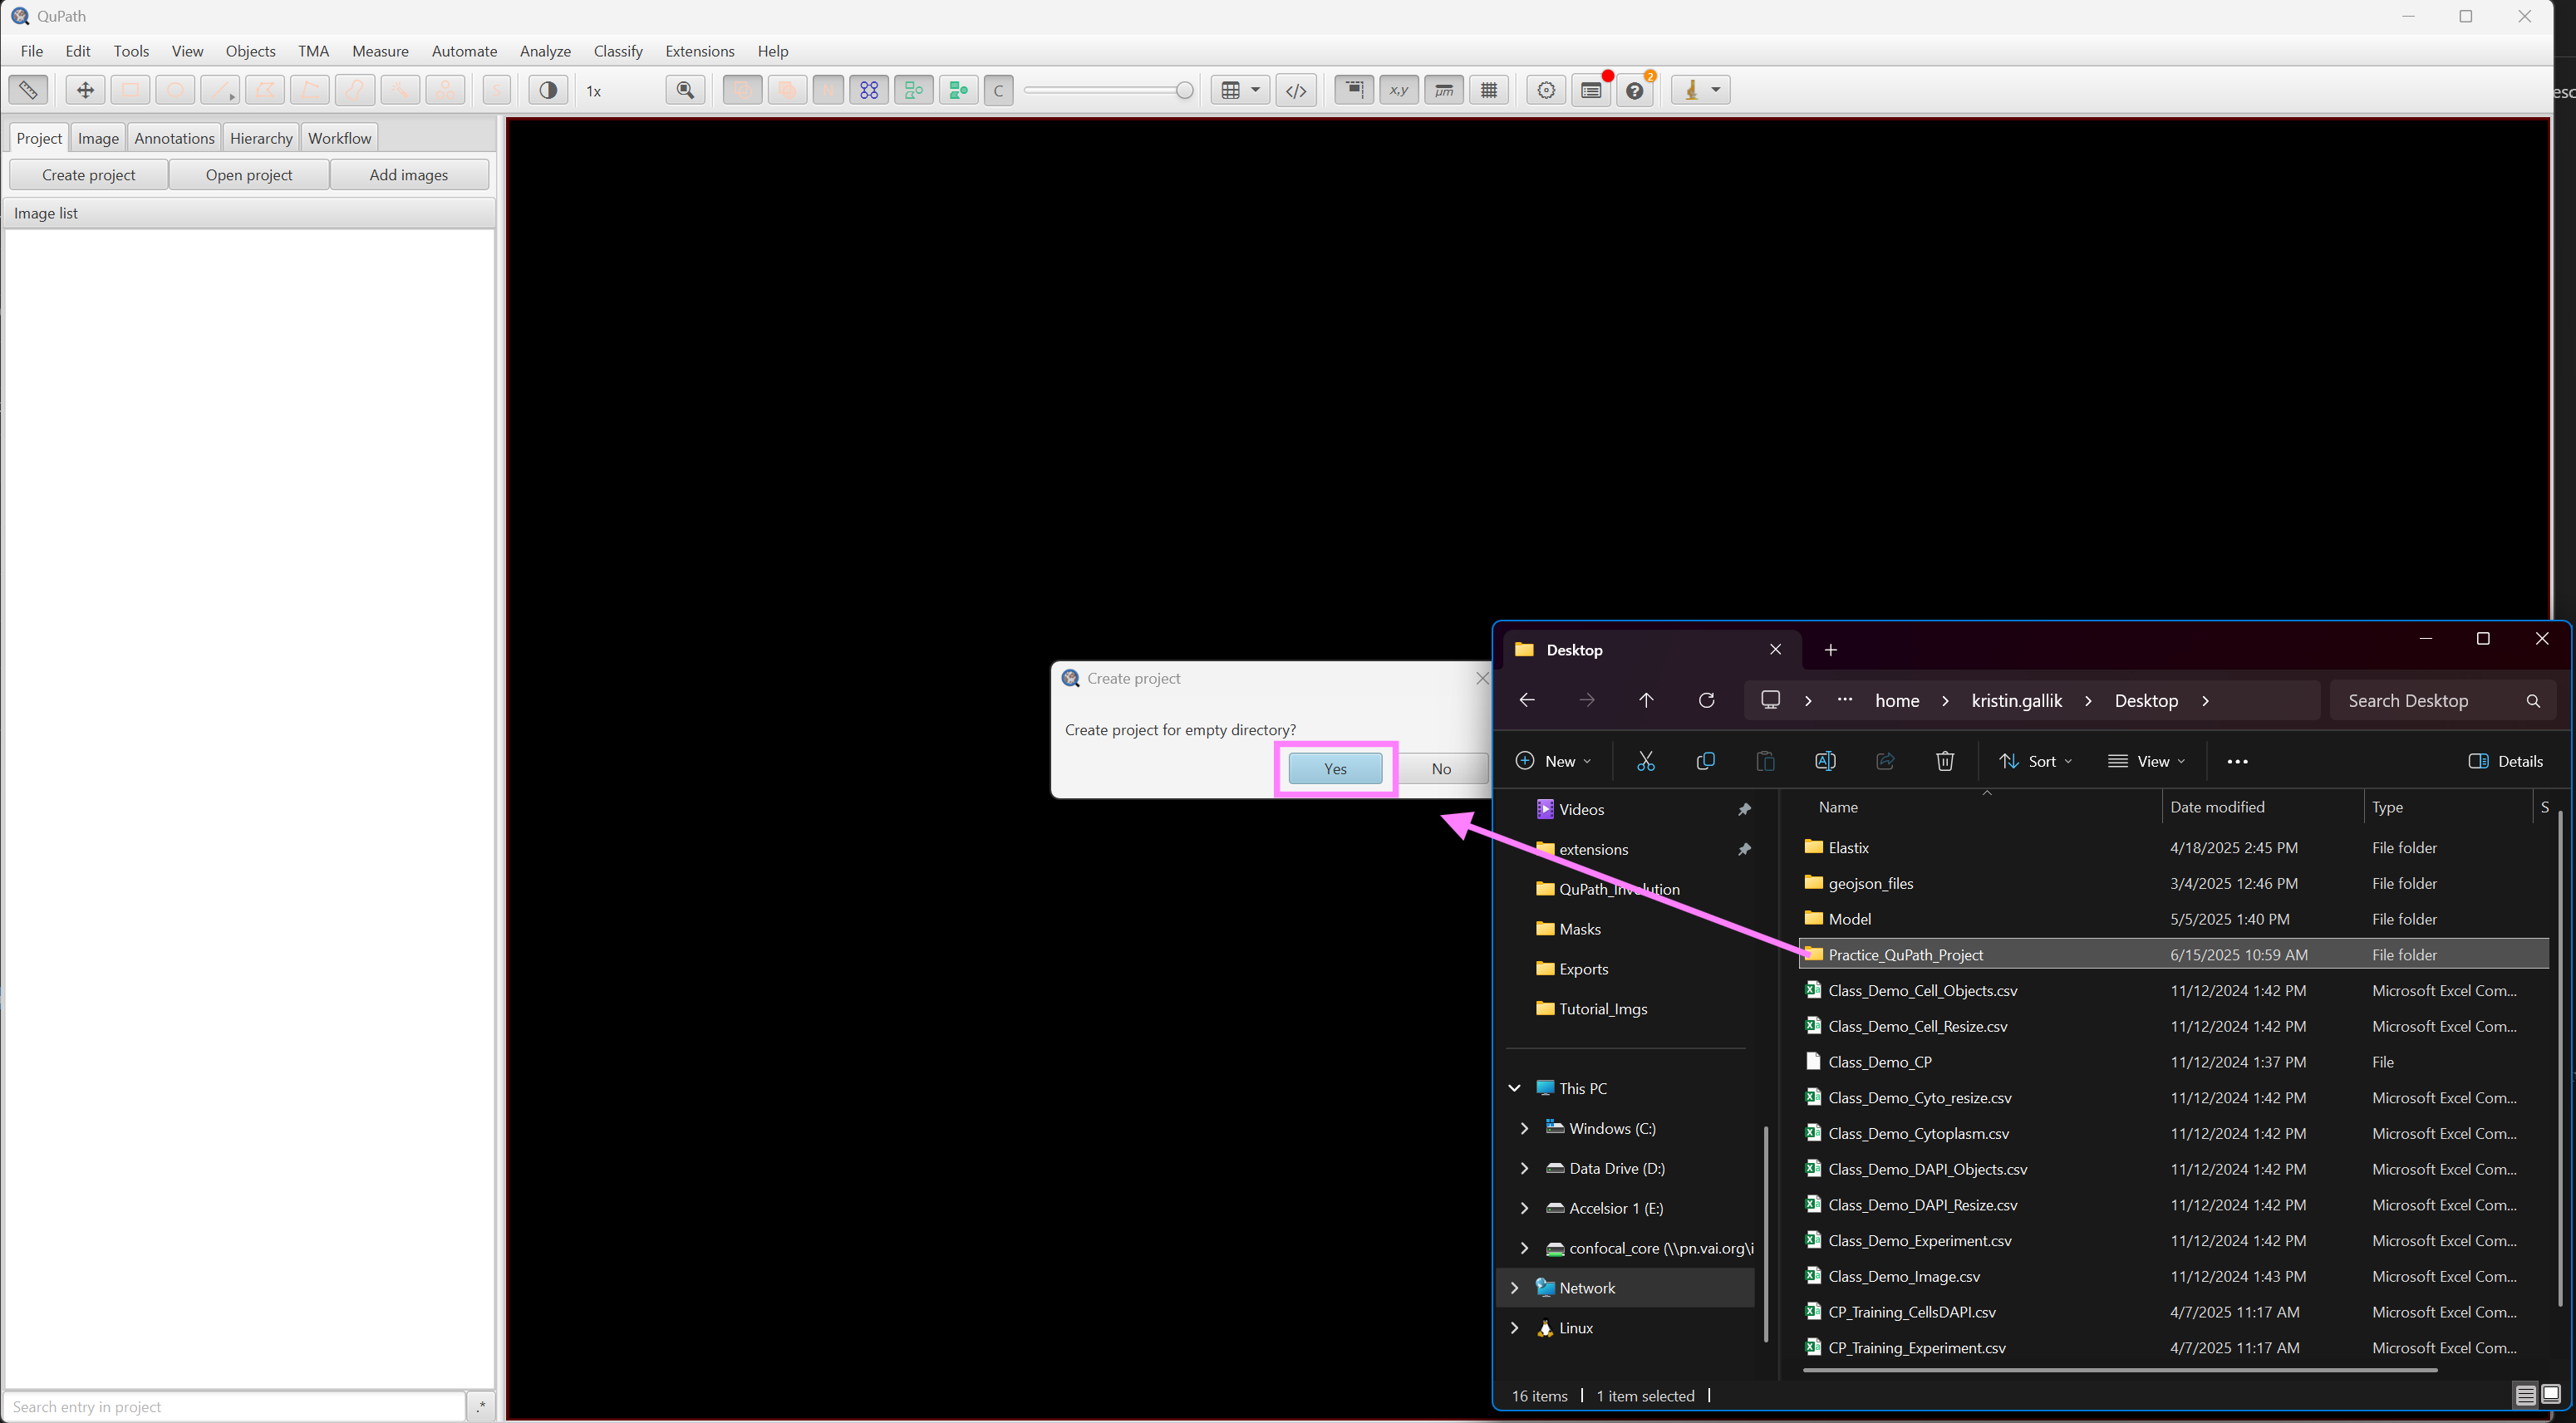 QuPath
File Edit Tools View Objects TMA Measure Automate Analyze Classify Extensions Help
1x N C </> x,y μm ? 2
S
Project Image Annotations Hierarchy Workflow
Create project Open project Add images
Image list
Search entry in project .*
Create project
Create project for empty directory?
Yes No
Desktop
... home > kristin.gallik > Desktop > Search Desktop
New Sort View ... Details
Videos
extensions
QuPath_Involution
Masks
Exports
Tutorial_Imgs
This PC
Windows (C:)
Data Drive (D:)
Accelsior 1 (E:)
confocal_core (\\pn.vai.org\i
Network
Linux
Name Date modified Type S
Elastix 4/18/2025 2:45 PM File folder
geojson_files 3/4/2025 12:46 PM File folder
Model 5/5/2025 1:40 PM File folder
Practice_QuPath_Project 6/15/2025 10:59 AM File folder
Class_Demo_Cell_Objects.csv 11/12/2024 1:42 PM Microsoft Excel Com...
Class_Demo_Cell_Resize.csv 11/12/2024 1:42 PM Microsoft Excel Com...
Class_Demo_CP 11/12/2024 1:37 PM File
Class_Demo_Cyto_resize.csv 11/12/2024 1:42 PM Microsoft Excel Com...
Class_Demo_Cytoplasm.csv 11/12/2024 1:42 PM Microsoft Excel Com...
Class_Demo_DAPI_Objects.csv 11/12/2024 1:42 PM Microsoft Excel Com...
Class_Demo_DAPI_Resize.csv 11/12/2024 1:42 PM Microsoft Excel Com...
Class_Demo_Experiment.csv 11/12/2024 1:42 PM Microsoft Excel Com...
Class_Demo_Image.csv 11/12/2024 1:43 PM Microsoft Excel Com...
CP_Training_CellsDAPI.csv 4/7/2025 11:17 AM Microsoft Excel Com...
CP_Training_Experiment.csv 4/7/2025 11:17 AM Microsoft Excel Com...
16 items 1 item selected